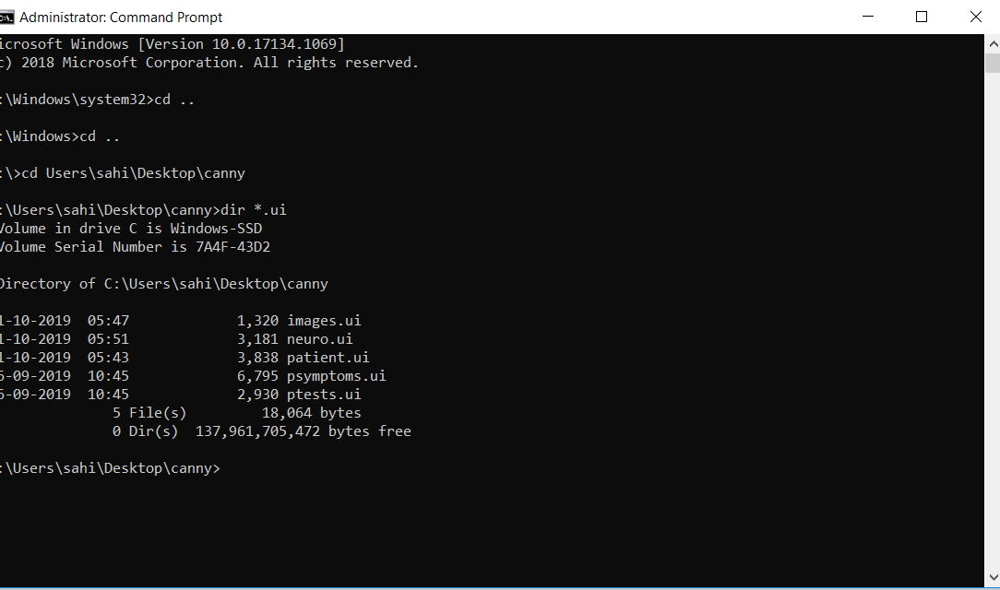 Administrator: Command Prompt
icrosoft Windows [Version 10.0.17134.1069]
c) 2018 Microsoft Corporation. All rights reserved.
:\Windows\system32>cd ..
:\Windows>cd ..
:\>cd Users\sahi\Desktop\canny
:\Users\sahi\Desktop\canny>dir *.ui
Volume in drive C is Windows-SSD
Volume Serial Number is 7A4F-43D2
Directory of C:\Users\sahi\Desktop\canny
1-10-2019  05:47             1,320 images.ui
1-10-2019  05:51             3,181 neuro.ui
1-10-2019  05:43             3,838 patient.ui
6-09-2019  10:45             6,795 psymptoms.ui
6-09-2019  10:45             2,930 ptests.ui
5 File(s)         18,064 bytes
0 Dir(s)  137,961,705,472 bytes free
:\Users\sahi\Desktop\canny>